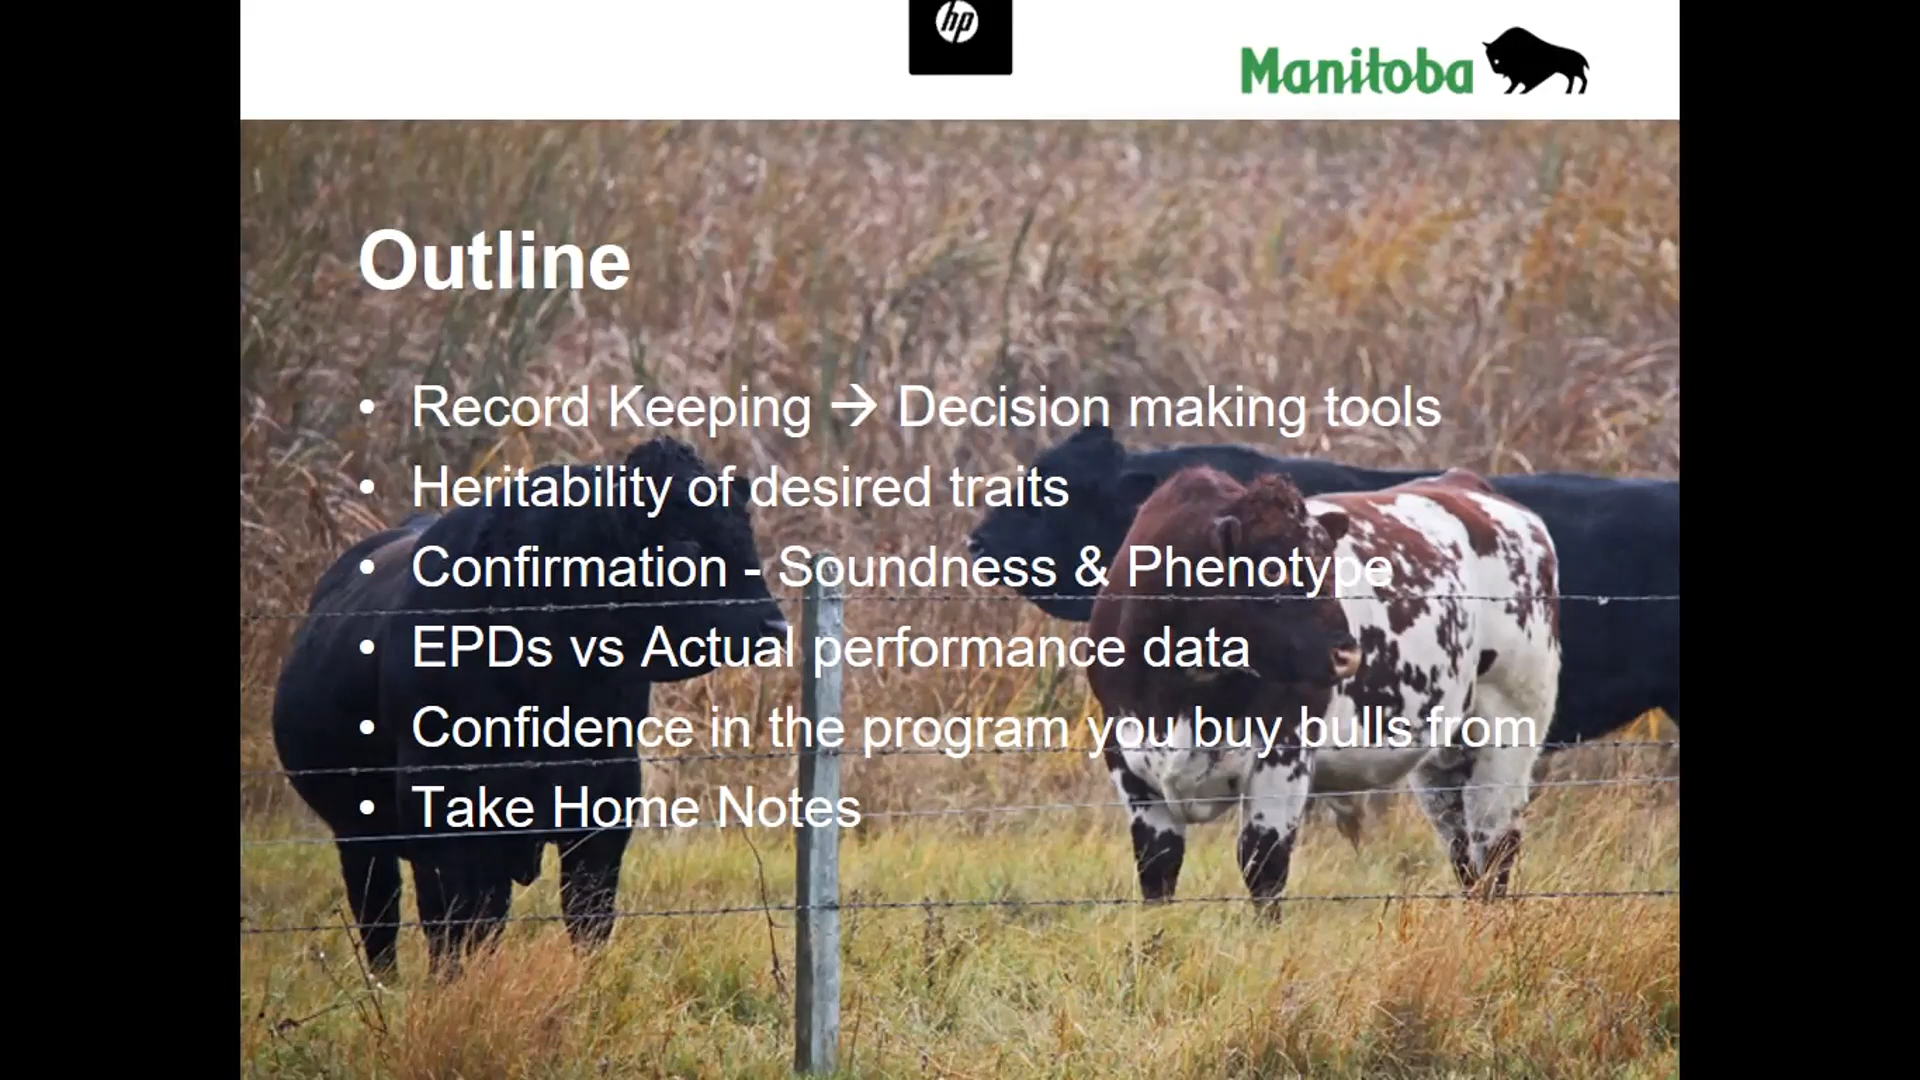 hp
Manitoba
Outline
• Record Keeping → Decision making tools
• Heritability of desired traits
• Confirmation - Soundness & Phenotype
• EPDs vs Actual performance data
• Confidence in the program you buy bulls from
• Take Home Notes